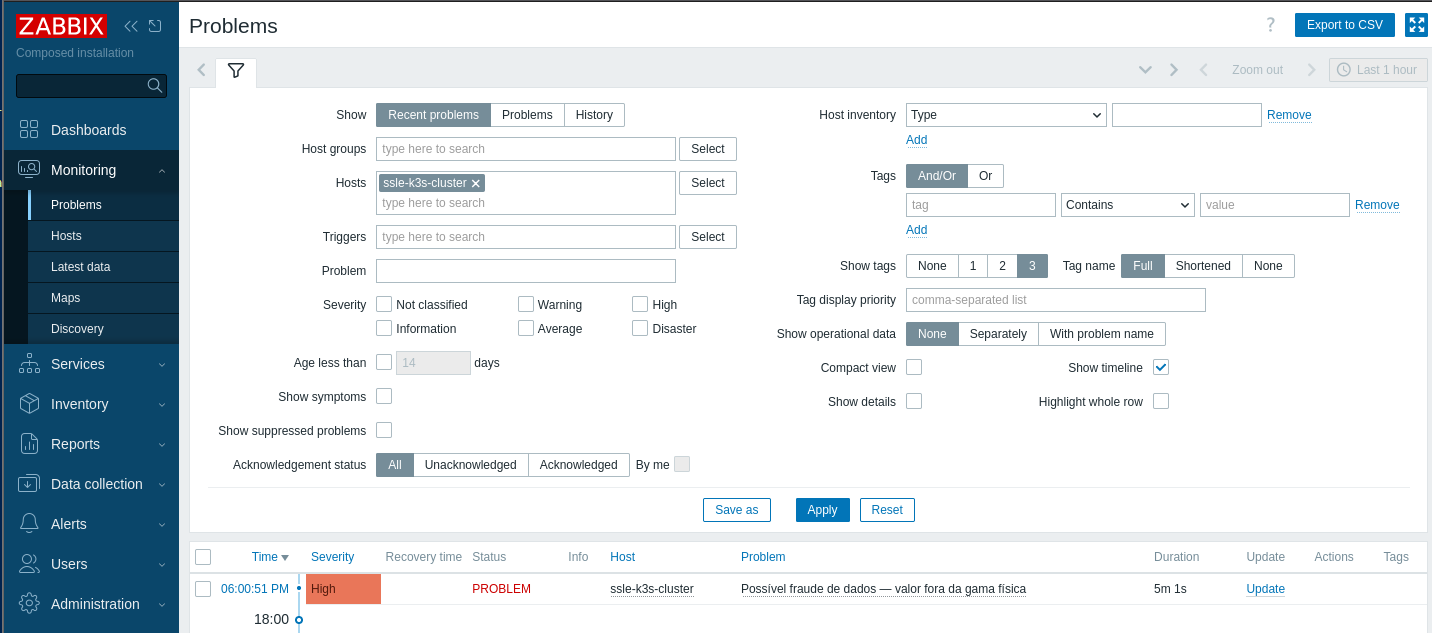 ZABBIX
Composed installation
Dashboards
Monitoring
Problems
Hosts
Latest data
Maps
Discovery
Services
Inventory
Reports
Data collection
Alerts
Users
Administration
Problems
? Export to CSV
Zoom out Last 1 hour
Show Recent problems Problems History
Host groups type here to search Select
Hosts ssle-k3s-cluster Select
type here to search
Triggers type here to search Select
Problem
Severity Not classified Warning High
Information Average Disaster
Age less than 14 days
Show symptoms
Show suppressed problems
Acknowledgement status All Unacknowledged Acknowledged By me
Host inventory Type Remove
Add
Tags And/Or Or
tag Contains value Remove
Add
Show tags None 1 2 3 Tag name Full Shortened None
Tag display priority comma-separated list
Show operational data None Separately With problem name
Compact view Show timeline
Show details Highlight whole row
Save as Apply Reset
Time Severity Recovery time Status Info Host Problem Duration Update Actions Tags
06:00:51 PM High PROBLEM ssle-k3s-cluster Possível fraude de dados — valor fora da gama física 5m 1s Update
18:00